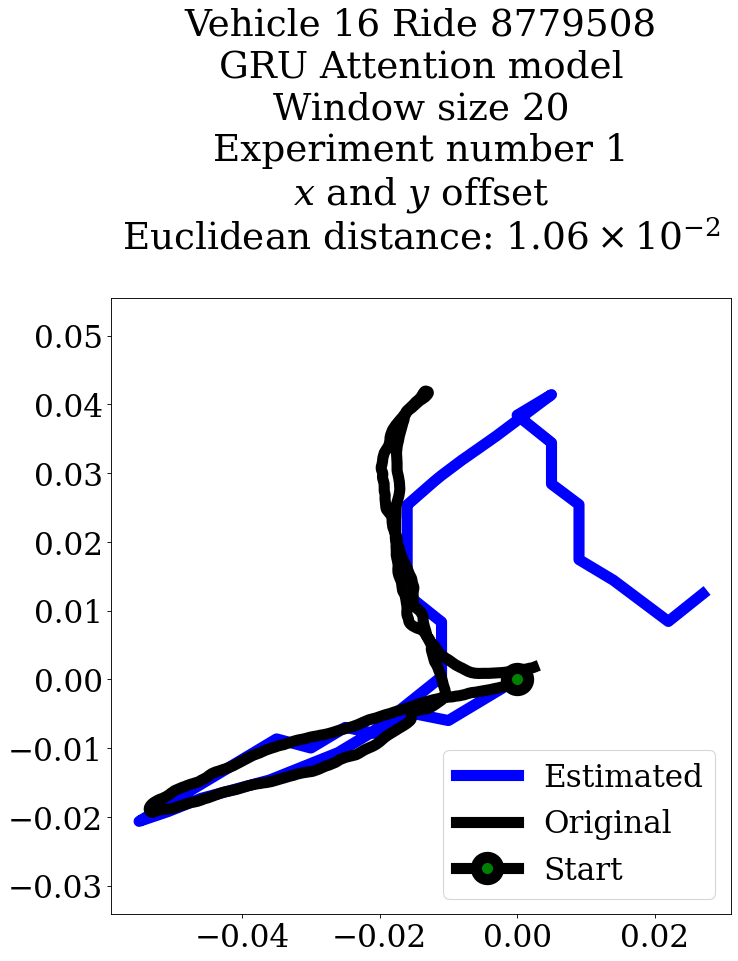 Vehicle 16 Ride 8779508
GRU Attention model
Window size 20
Experiment number 1
x and y offset
Euclidean distance: 1.06 × 10⁻²
0.05
0.04
0.03
0.02
0.01
0.00
−0.01
−0.02
−0.03
Estimated
Original
Start
−0.04 −0.02 0.00 0.02